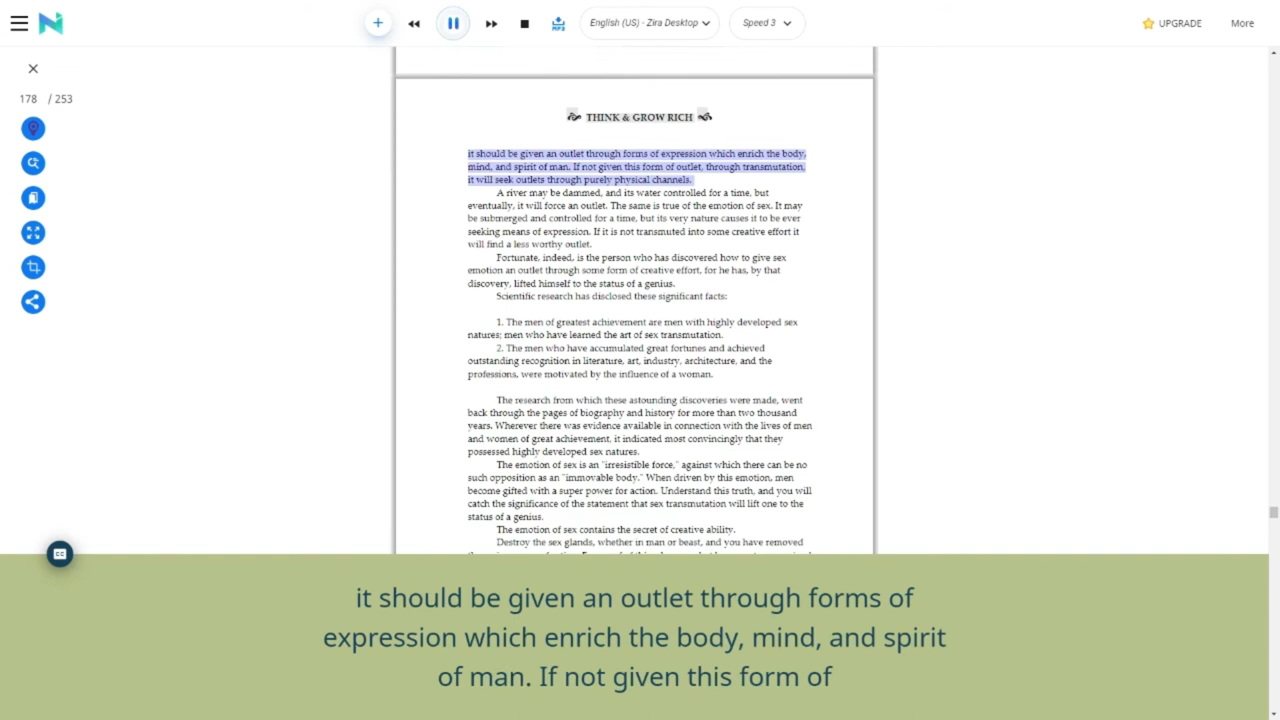 English (US) - Zira Desktop
Speed 3
UPGRADE
More
178 / 253
THINK & GROW RICH
it should be given an outlet through forms of expression which enrich the body,
mind, and spirit of man. If not given this form of outlet, through transmutation,
it will seek outlets through purely physical channels.
A river may be dammed, and its water controlled for a time, but
eventually, it will force an outlet. The same is true of the emotion of sex. It may
be submerged and controlled for a time, but its very nature causes it to be ever
seeking means of expression. If it is not transmuted into some creative effort it
will find a less worthy outlet.
Fortunate, indeed, is the person who has discovered how to give sex
emotion an outlet through some form of creative effort, for he has, by that
discovery, lifted himself to the status of a genius.
Scientific research has disclosed these significant facts:
1. The men of greatest achievement are men with highly developed sex
natures; men who have learned the art of sex transmutation.
2. The men who have accumulated great fortunes and achieved
outstanding recognition in literature, art, industry, architecture, and the
professions, were motivated by the influence of a woman.
The research from which these astounding discoveries were made, went
back through the pages of biography and history for more than two thousand
years. Wherever there was evidence available in connection with the lives of men
and women of great achievement, it indicated most convincingly that they
possessed highly developed sex natures.
The emotion of sex is an "irresistible force," against which there can be no
such opposition as an "immovable body." When driven by this emotion, men
become gifted with a super power for action. Understand this truth, and you will
catch the significance of the statement that sex transmutation will lift one to the
status of a genius.
The emotion of sex contains the secret of creative ability.
Destroy the sex glands, whether in man or beast, and you have removed
CC
it should be given an outlet through forms of
expression which enrich the body, mind, and spirit
of man. If not given this form of